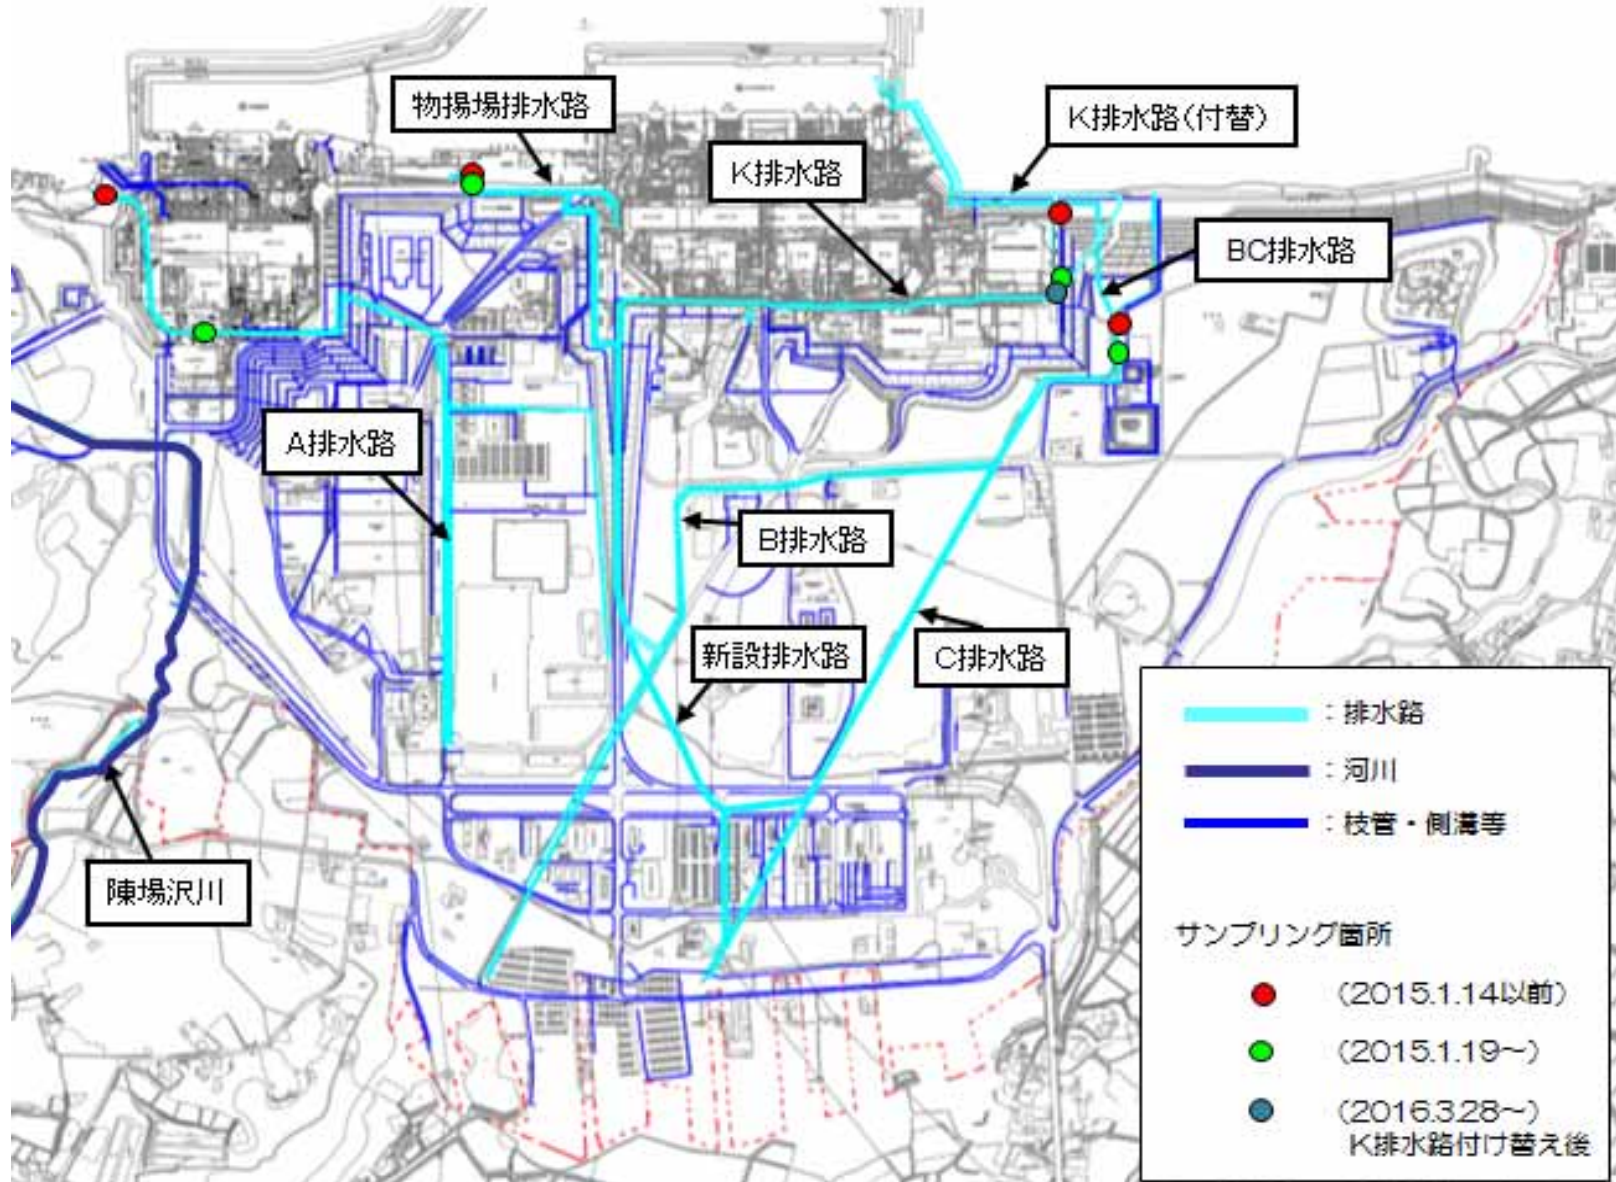 物揚場排水路
K排水路(付替)
K排水路
BC排水路
A排水路
B排水路
新設排水路
C排水路
陳場沢川
：排水路
：河川
：枝管・側溝等
サンプリング箇所
(2015.1.14以前)
(2015.1.19～)
(2016.3.28～)
K排水路付け替え後